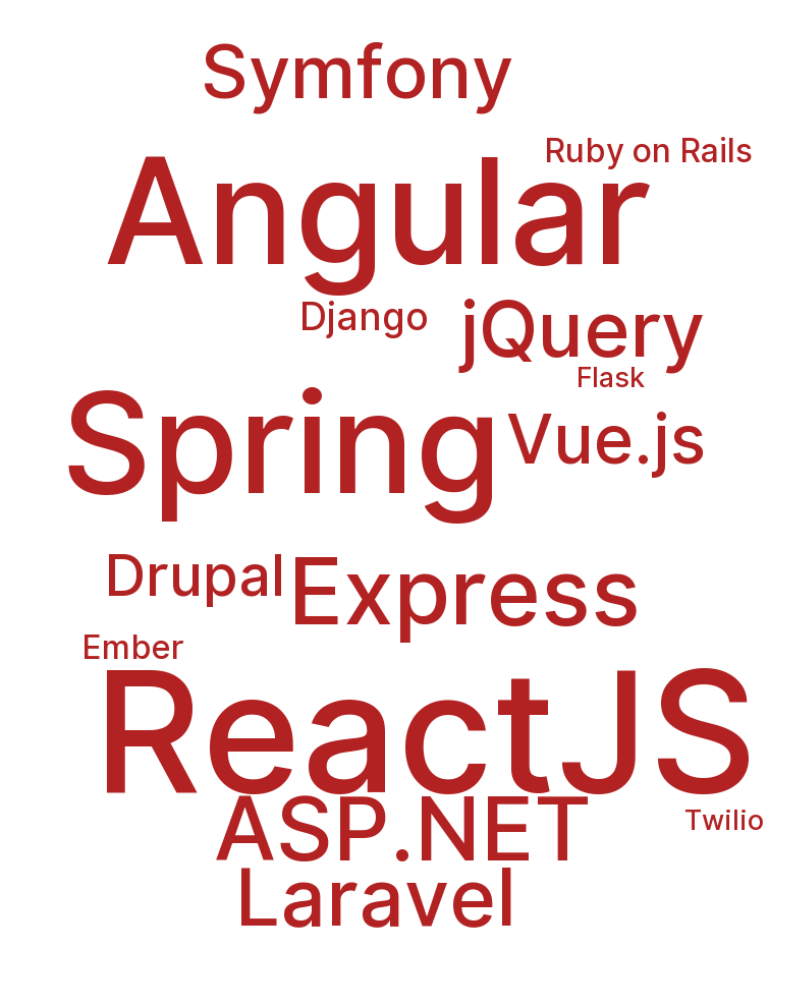 Symfony
Ruby on Rails
Angular
Django
jQuery
Flask
Spring
Vue.js
Drupal
Express
Ember
ReactJS
ASP.NET
Twilio
Laravel